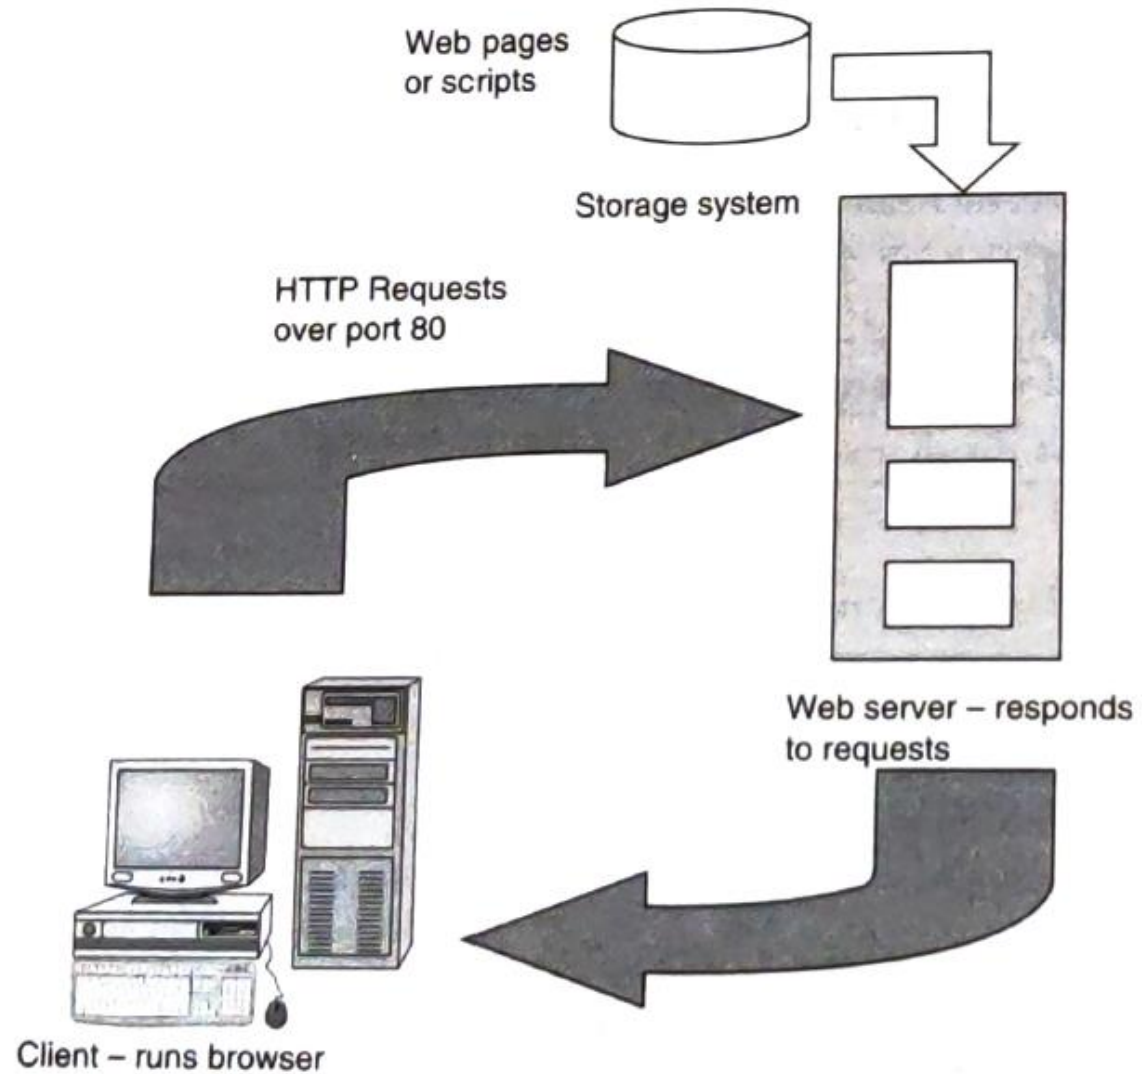 Web pages
or scripts
Storage system
HTTP Requests
over port 80
Web server – responds
to requests
Client – runs browser